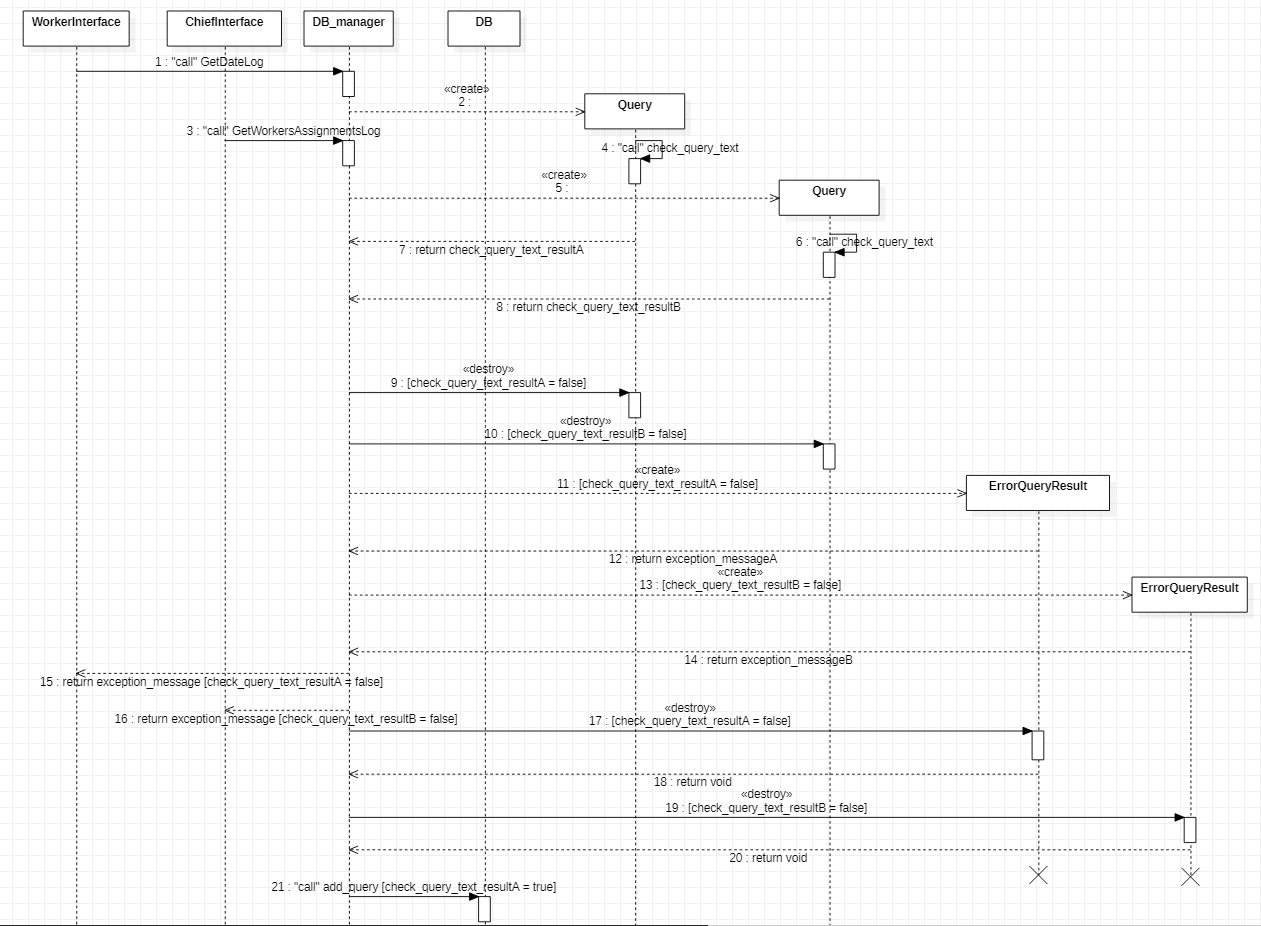 WorkerInterface
ChiefInterface
DB_manager
DB
1 : "call" GetDateLog
«create»
2 :
Query
3 : "call" GetWorkersAssignmentsLog
4 : "call" check_query_text
«create»
5 :
Query
6 : "call" check_query_text
7 : return check_query_text_resultA
8 : return check_query_text_resultB
«destroy»
9 : [check_query_text_resultA = false]
«destroy»
10 : [check_query_text_resultB = false]
«create»
11 : [check_query_text_resultA = false]
ErrorQueryResult
12 : return exception_messageA
«create»
13 : [check_query_text_resultB = false]
ErrorQueryResult
14 : return exception_messageB
15 : return exception_message [check_query_text_resultA = false]
16 : return exception_message [check_query_text_resultB = false]
«destroy»
17 : [check_query_text_resultA = false]
18 : return void
«destroy»
19 : [check_query_text_resultB = false]
20 : return void
21 : "call" add_query [check_query_text_resultA = true]